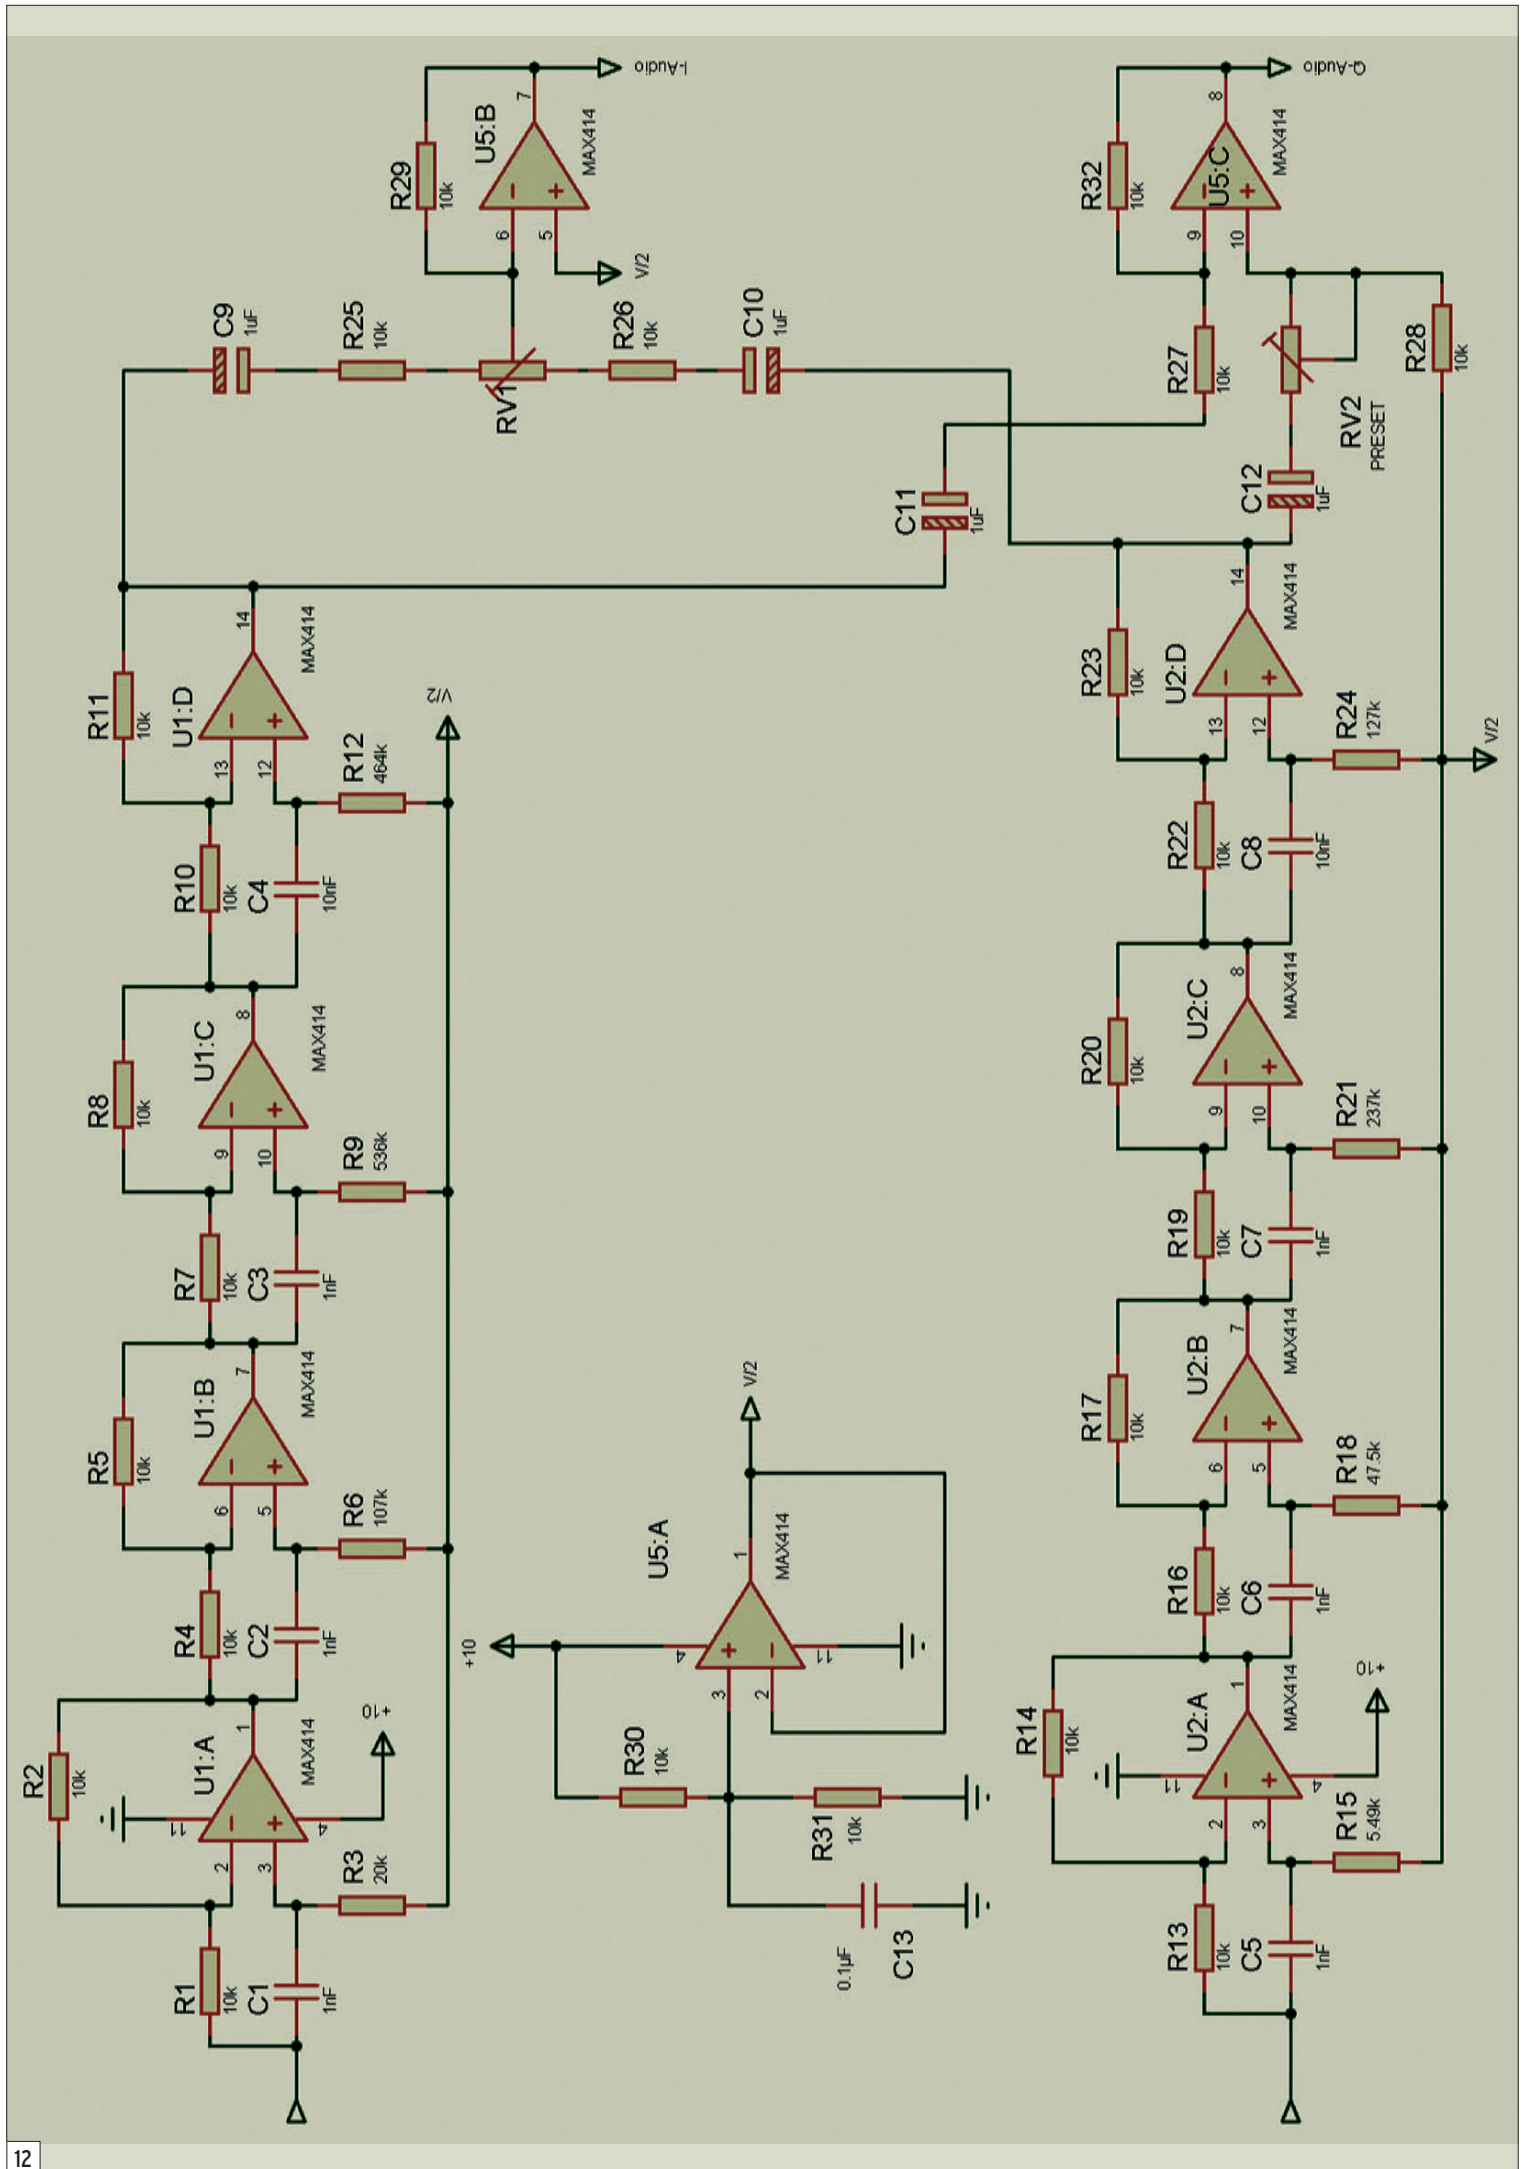 R1
10k
C1
1nF
R2
10k
R3
20k
U1:A
MAX414
2
3
1
11
4
+10
R4
10k
C2
1nF
R5
10k
R6
107k
U1:B
MAX414
6
5
7
R7
10k
C3
1nF
R8
10k
R9
536k
U1:C
MAX414
9
10
8
R10
10k
C4
10nF
R11
10k
R12
464k
U1:D
MAX414
13
12
14
V/2
C9
1uF
R25
10k
RV1
R26
10k
C10
1uF
R29
10k
U5:B
MAX414
6
5
7
V/2
I-Audio
+10
R30
10k
R31
10k
0.1µF
C13
U5:A
MAX414
3
2
1
4
11
V/2
C11
1uF
R13
10k
C5
1nF
R14
10k
R15
5.49k
U2:A
MAX414
2
3
1
11
4
+10
R16
10k
C6
1nF
R17
10k
R18
47.5k
U2:B
MAX414
6
5
7
R19
10k
C7
1nF
R20
10k
R21
237k
U2:C
MAX414
9
10
8
R22
10k
C8
10nF
R23
10k
R24
127k
U2:D
MAX414
13
12
14
V/2
C12
1uF
R27
10k
RV2
PRESET
R28
10k
R32
10k
U5:C
MAX414
9
10
8
Q-Audio
12